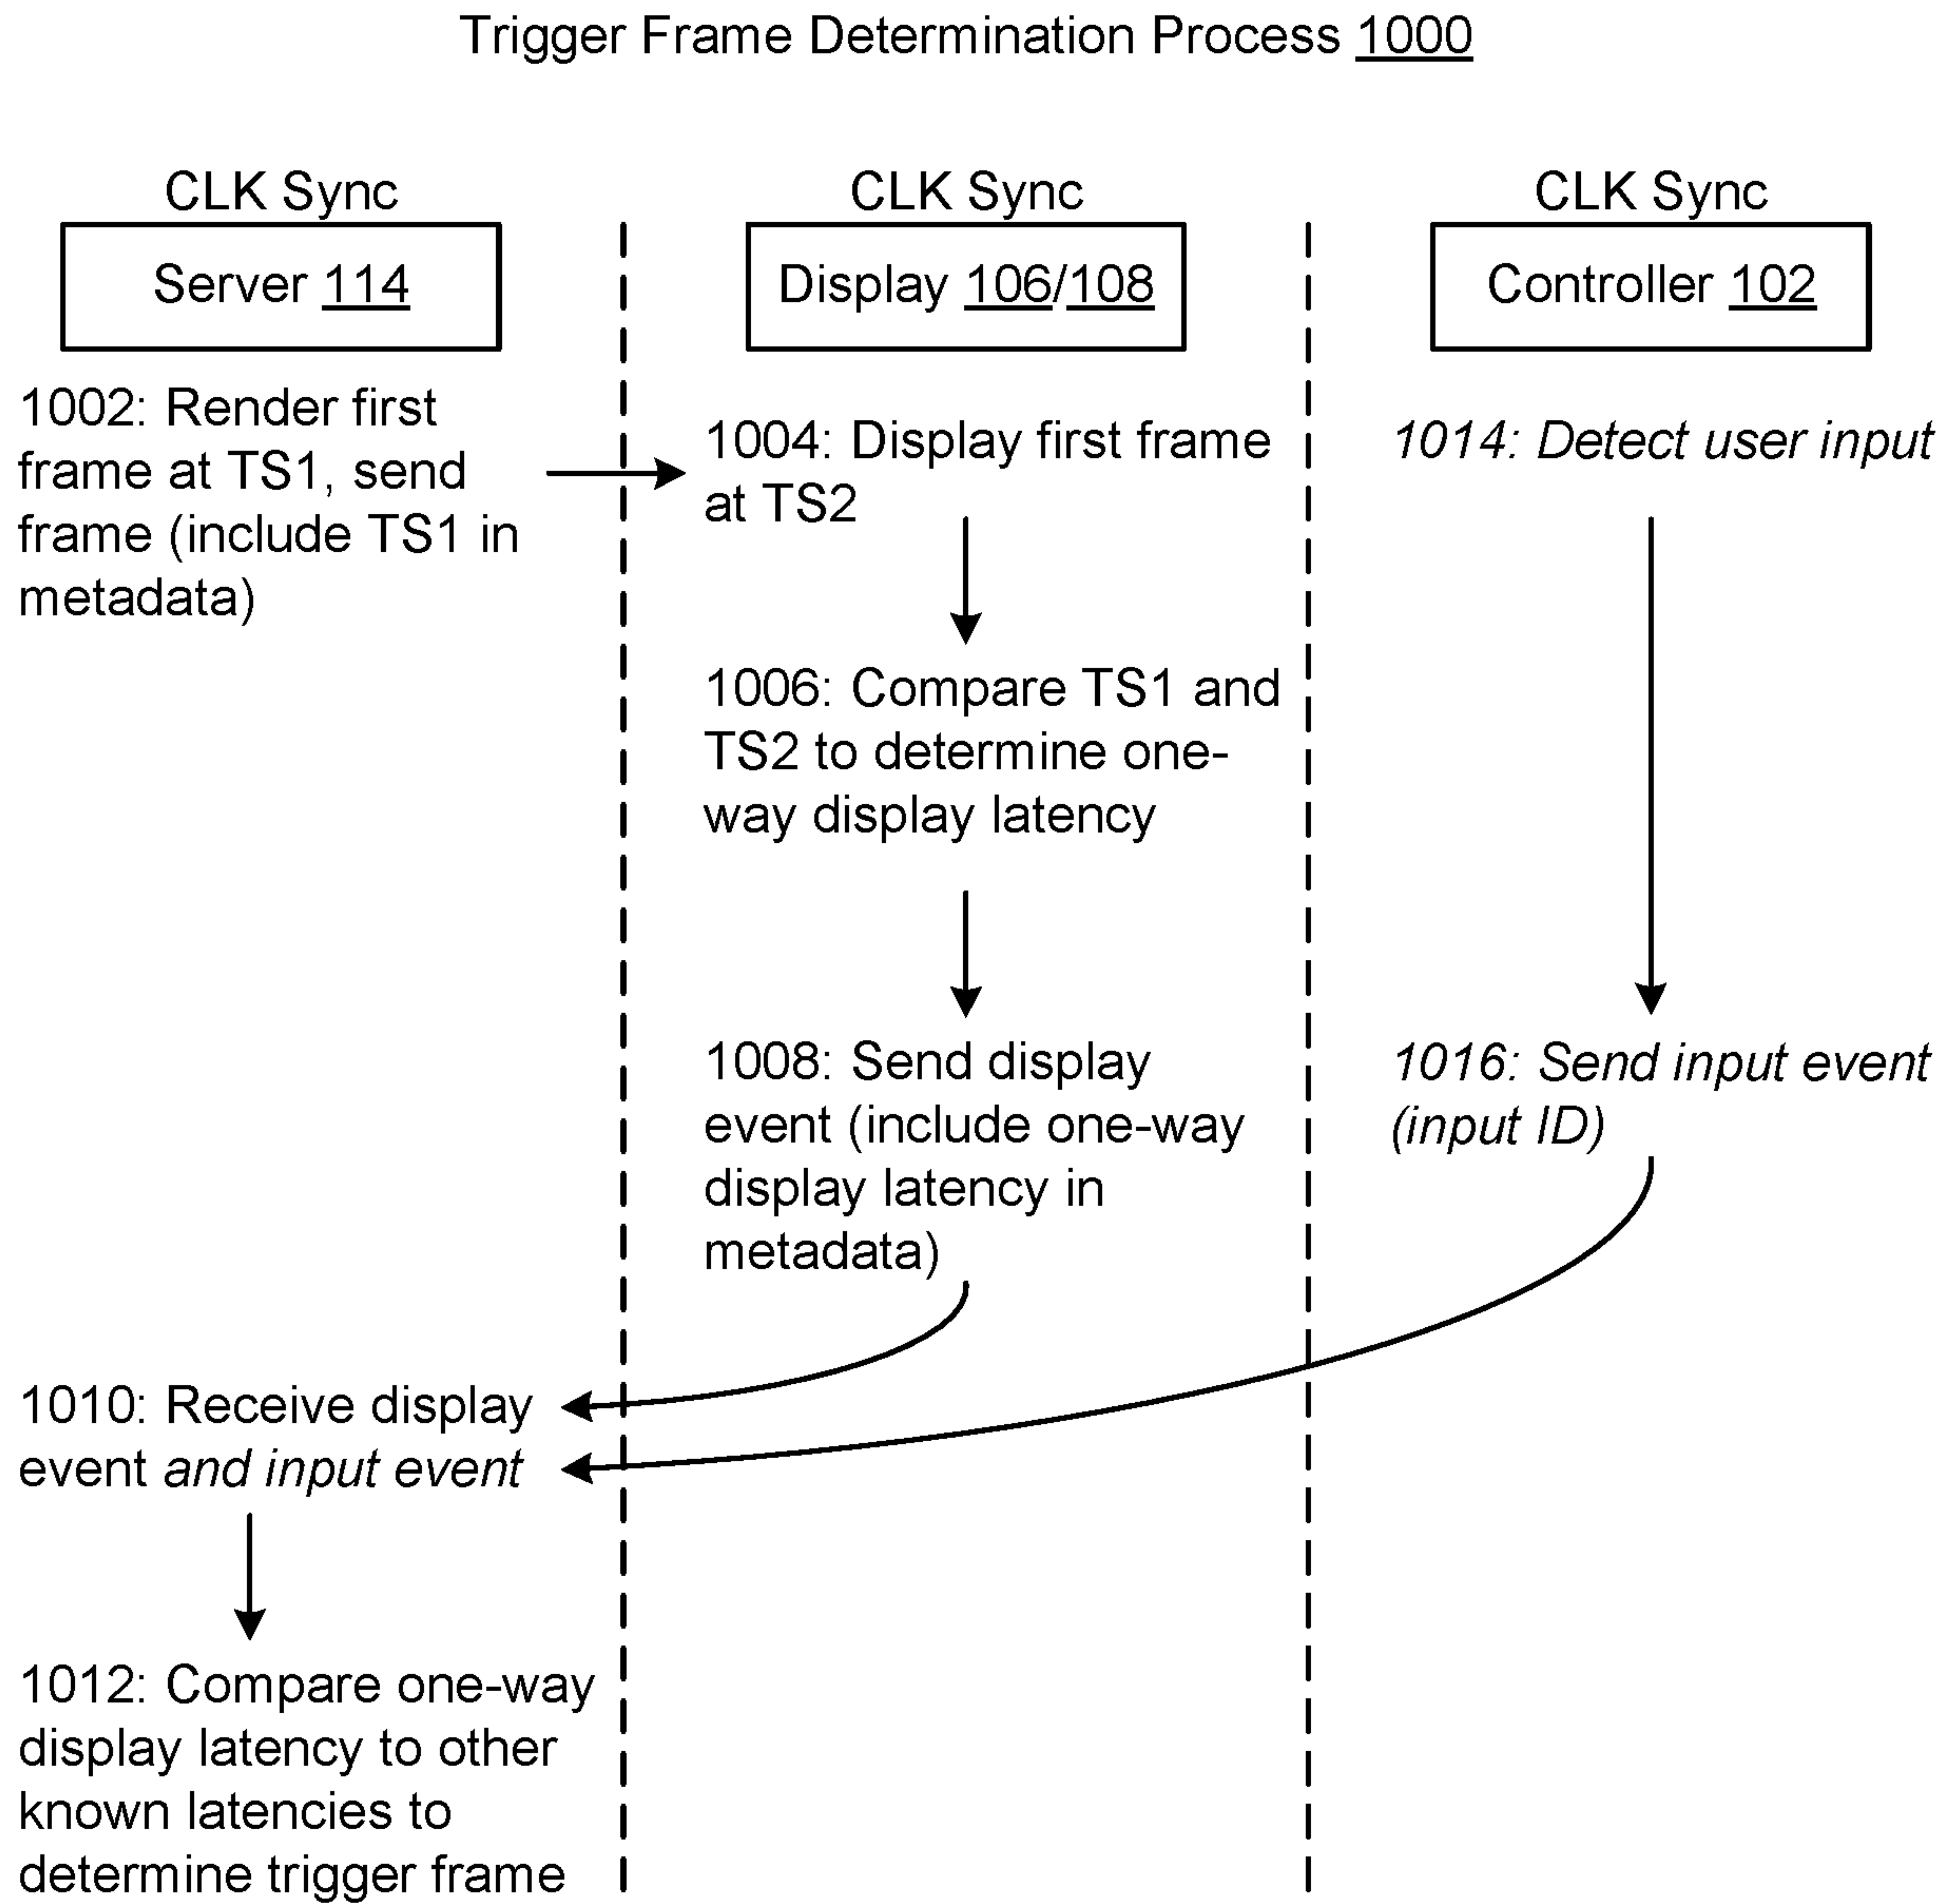 Trigger Frame Determination Process 1000
CLK Sync
Server 114
1002: Render first
frame at TS1, send
frame (include TS1 in
metadata)
1010: Receive display
event and input event
1012: Compare one-way
display latency to other
known latencies to
determine trigger frame
CLK Sync
Display 106/108
1004: Display first frame
at TS2
1006: Compare TS1 and
TS2 to determine one-
way display latency
1008: Send display
event (include one-way
display latency in
metadata)
CLK Sync
Controller 102
1014: Detect user input
1016: Send input event
(input ID)